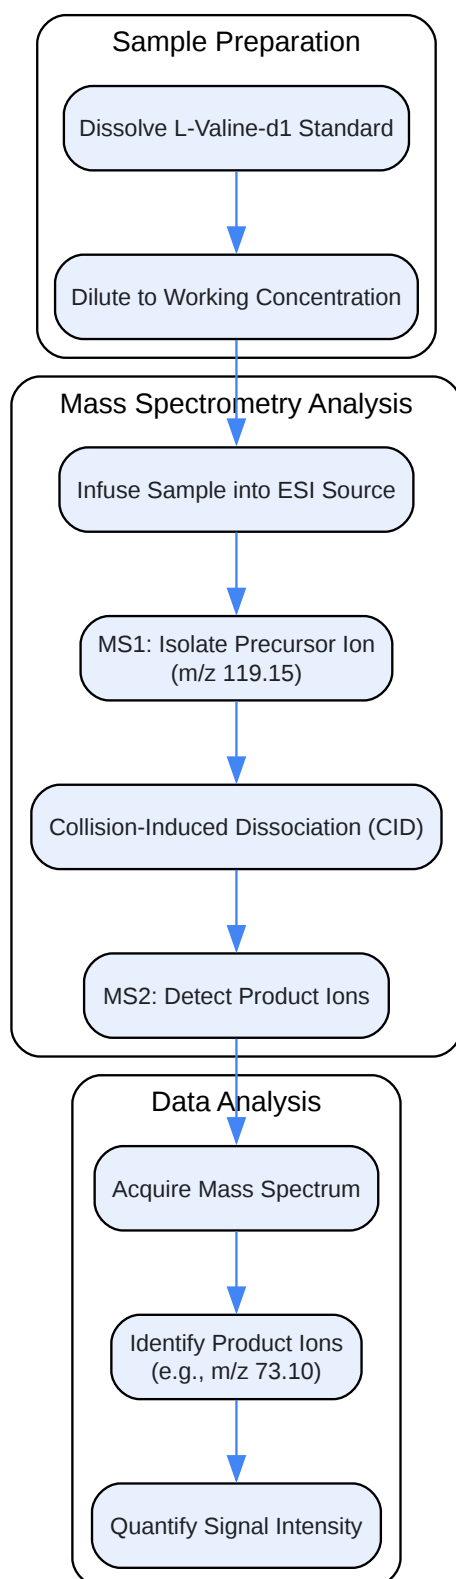 Sample Preparation
Dissolve L-Valine-d1 Standard
Dilute to Working Concentration
Mass Spectrometry Analysis
Infuse Sample into ESI Source
MS1: Isolate Precursor Ion
(m/z 119.15)
Collision-Induced Dissociation (CID)
MS2: Detect Product Ions
Data Analysis
Acquire Mass Spectrum
Identify Product Ions
(e.g., m/z 73.10)
Quantify Signal Intensity